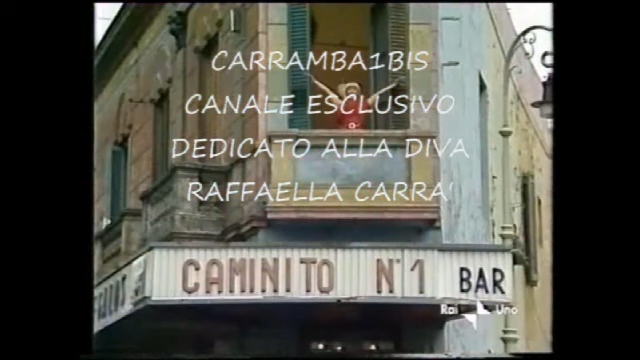 CARRAMBA1BIS
CANALE ESCLUSIVO
DEDICATO ALLA DIVA
RAFFAELLA CARRA'
CAMINITO N°1 BAR
Rai Uno